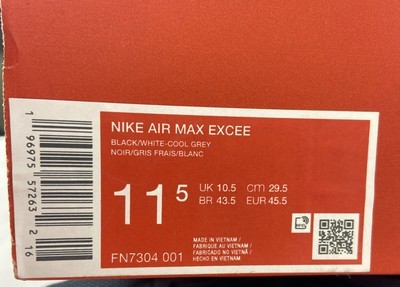 NIKE AIR MAX EXCEE
BLACK/WHITE-COOL GREY
NOIR/GRIS FRAIS/BLANC
11 5
UK 10.5 cm 29.5
BR 43.5 EUR 45.5
MADE IN VIETNAM /
FABRIQUE AU VIETNAM /
FABRICADO NO VIETNÃ /
HECHO EN VIETNAM
FN7304 001
1 96975 57263 2 16